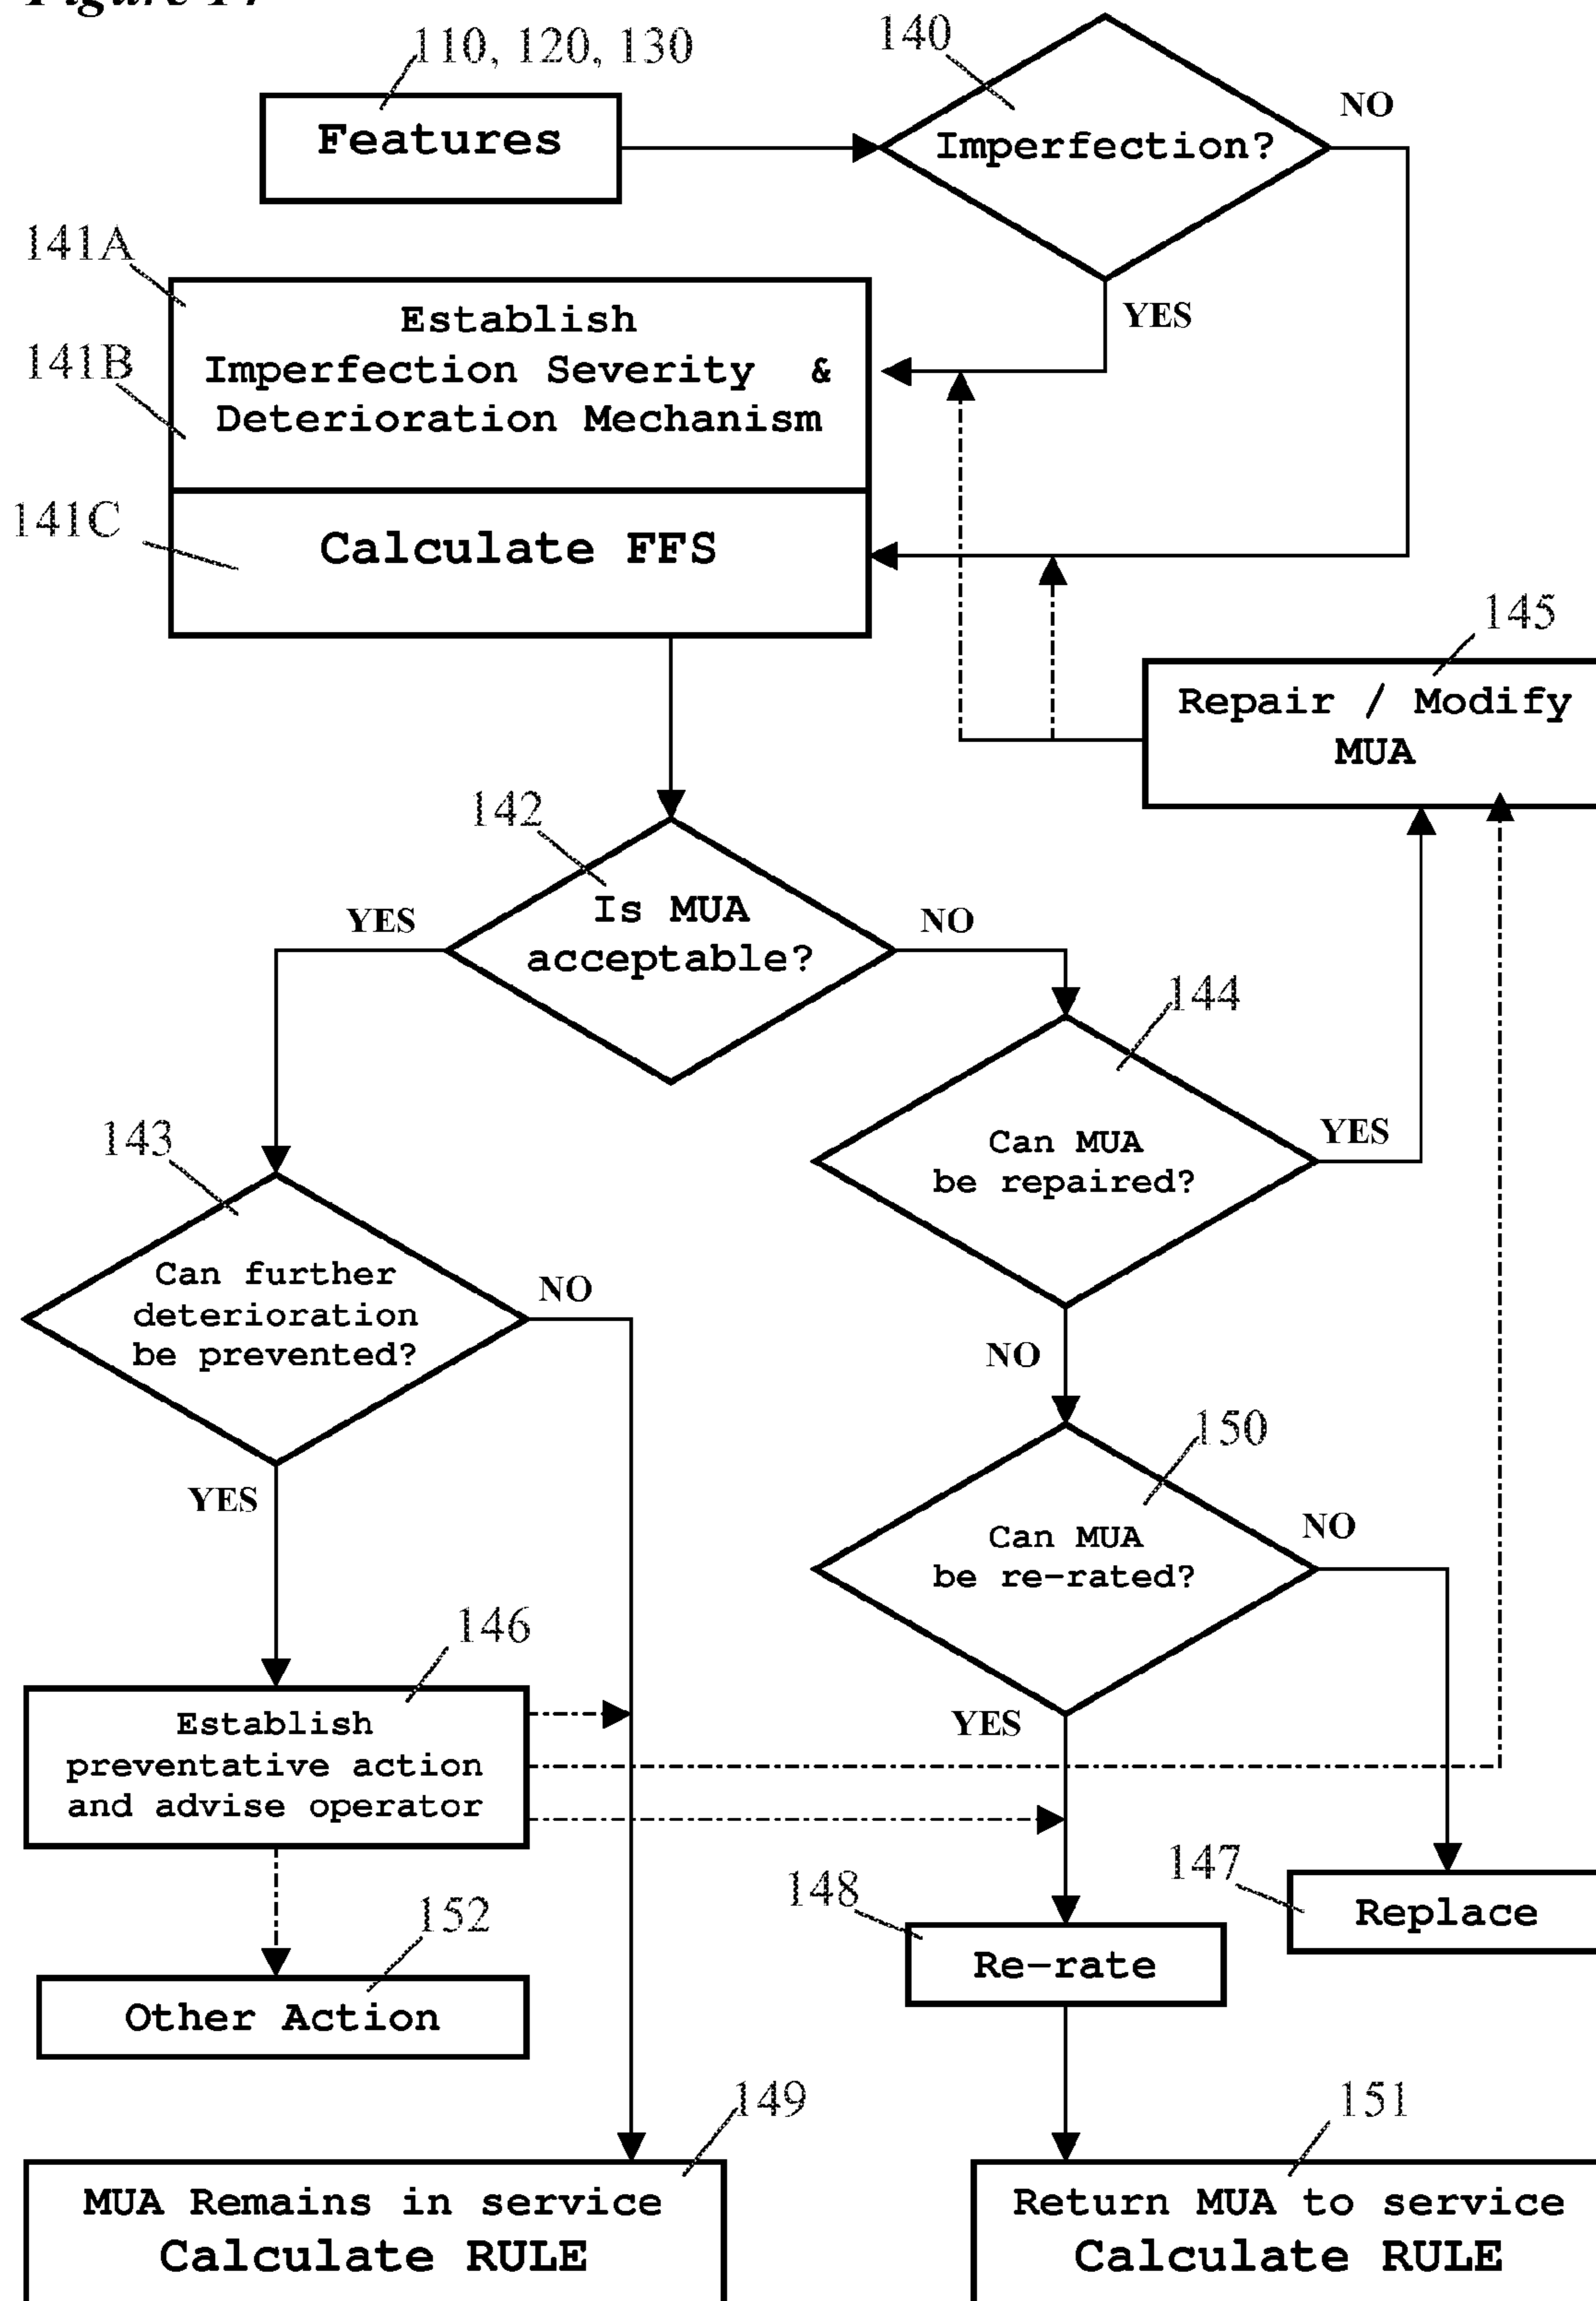 110, 120, 130
140
Features
Imperfection?
NO
YES
141A
141B
Establish
Imperfection Severity &
Deterioration Mechanism
141C
Calculate FFS
145
Repair / Modify
MUA
142
Is MUA
acceptable?
YES
NO
144
Can MUA
be repaired?
YES
NO
143
Can further
deterioration
be prevented?
NO
YES
150
Can MUA
be re-rated?
NO
YES
146
Establish
preventative action
and advise operator
147
Replace
148
Re-rate
152
Other Action
149
MUA Remains in service
Calculate RULE
151
Return MUA to service
Calculate RULE